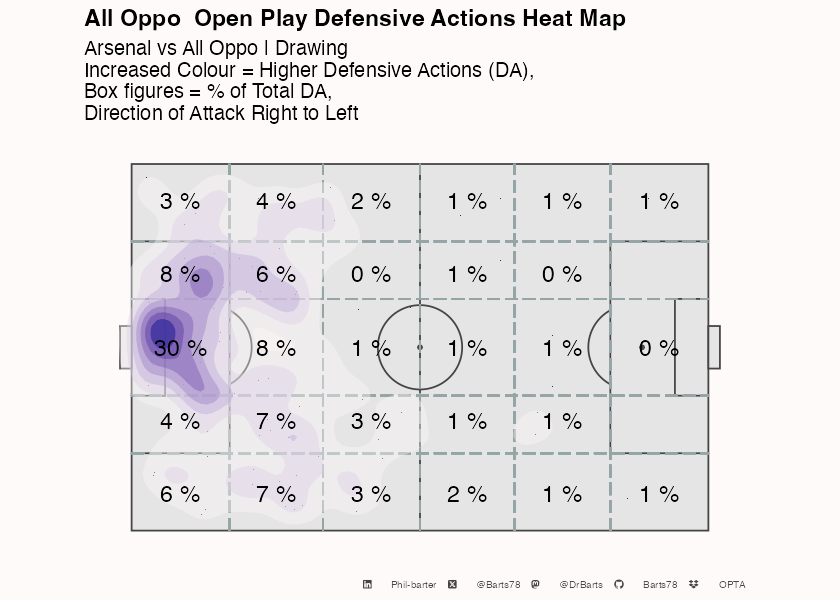 All Oppo  Open Play Defensive Actions Heat Map
Arsenal vs All Oppo | Drawing
Increased Colour = Higher Defensive Actions (DA),
Box figures = % of Total DA,
Direction of Attack Right to Left
3 % 4 % 2 % 1 % 1 % 1 %
8 % 6 % 0 % 1 % 0 %
30 % 8 % 1 % 1 % 1 % 0 %
4 % 7 % 3 % 1 % 1 %
6 % 7 % 3 % 2 % 1 % 1 %
Phil-barter @Barts78 @DrBarts Barts78 OPTA